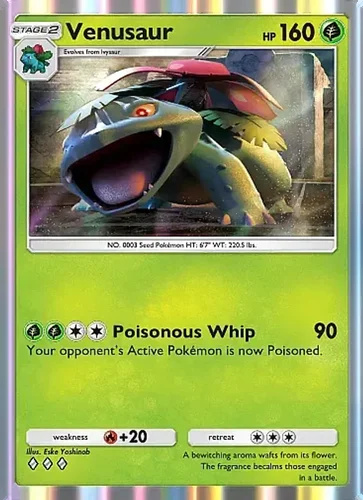 STAGE2
Venusaur
HP 160
Evolves from Ivysaur
NO. 0003 Seed Pokémon HT: 6'7" WT: 220.5 lbs.
Poisonous Whip 90
Your opponent's Active Pokémon is now Poisoned.
weakness +20 retreat
Illus. Eske Yoshinob
A bewitching aroma wafts from its flower.
The fragrance becalms those engaged
in a battle.